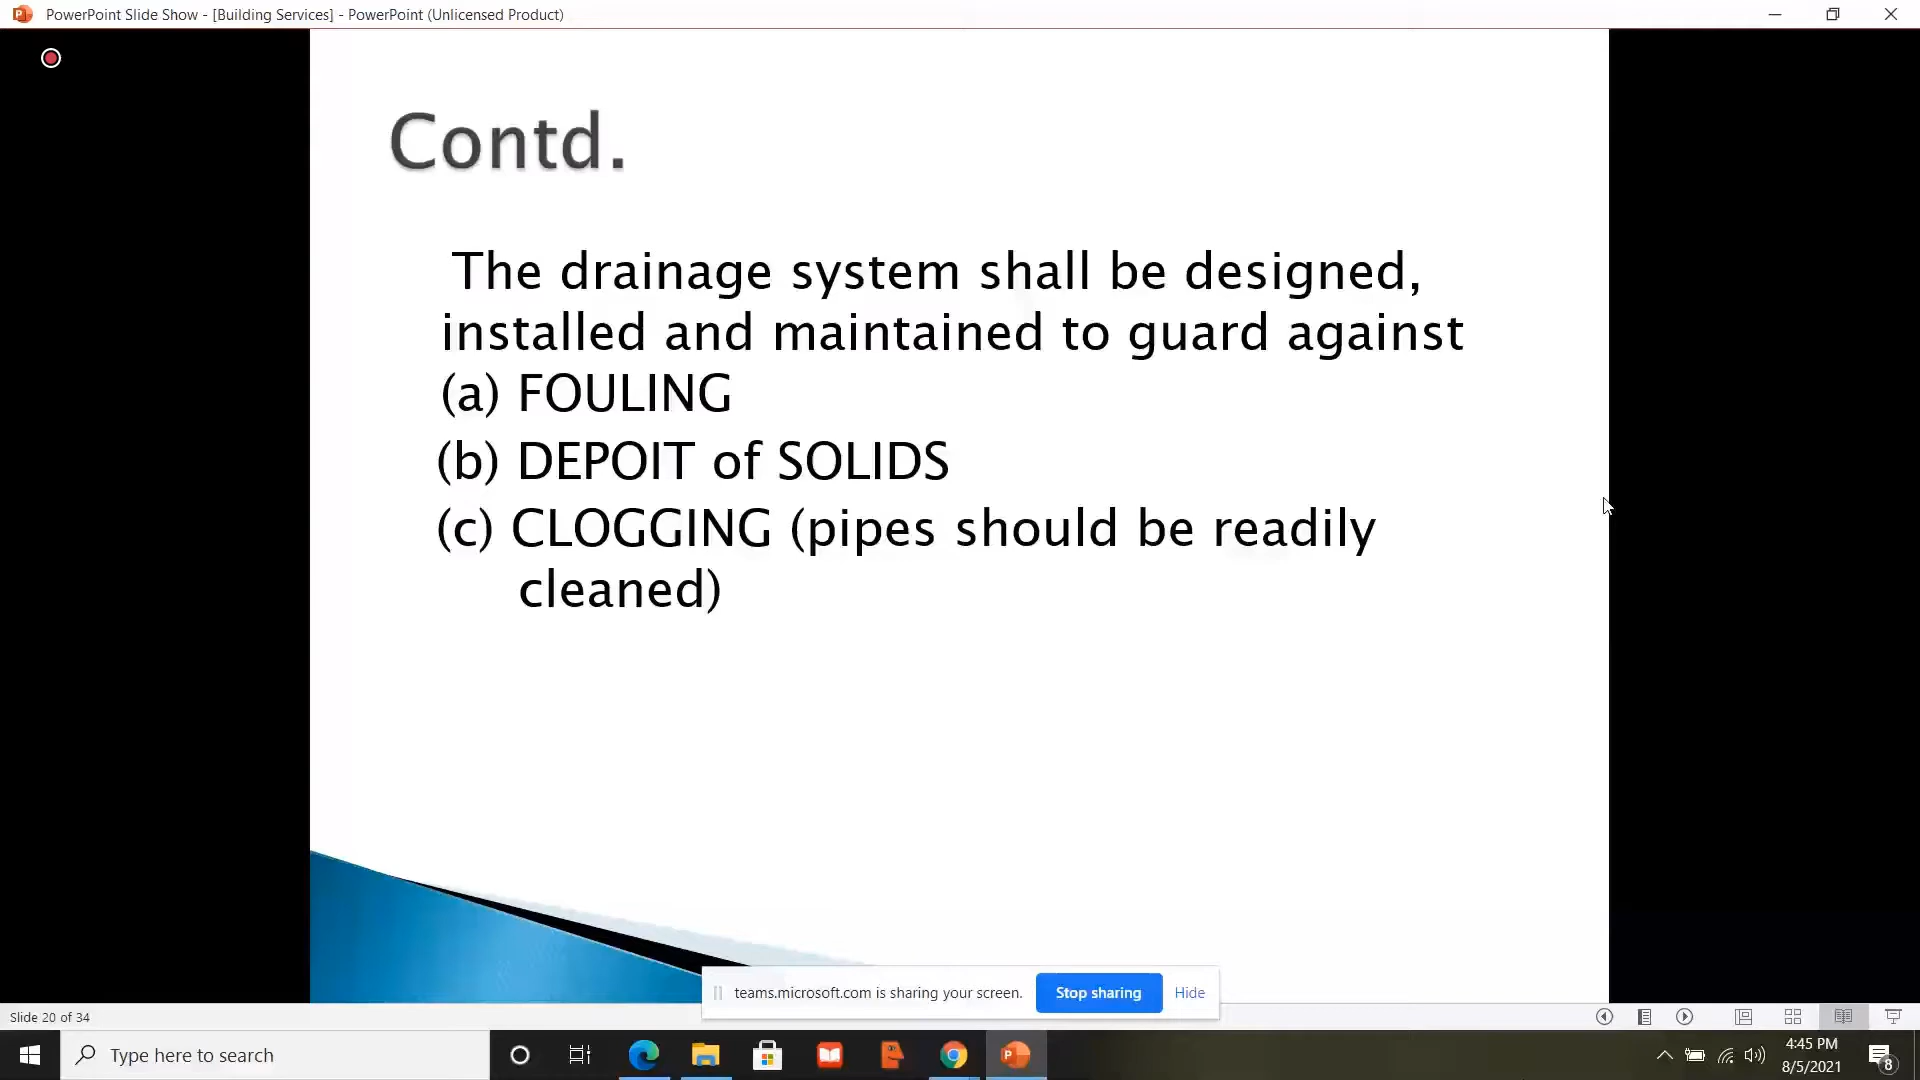 PowerPoint Slide Show - [Building Services] - PowerPoint (Unlicensed Product)
Contd.
The drainage system shall be designed,
installed and maintained to guard against
(a) FOULING
(b) DEPOIT of SOLIDS
(c) CLOGGING (pipes should be readily
cleaned)
teams.microsoft.com is sharing your screen.
Stop sharing
Hide
Slide 20 of 34
Type here to search
4:45 PM
8/5/2021
8